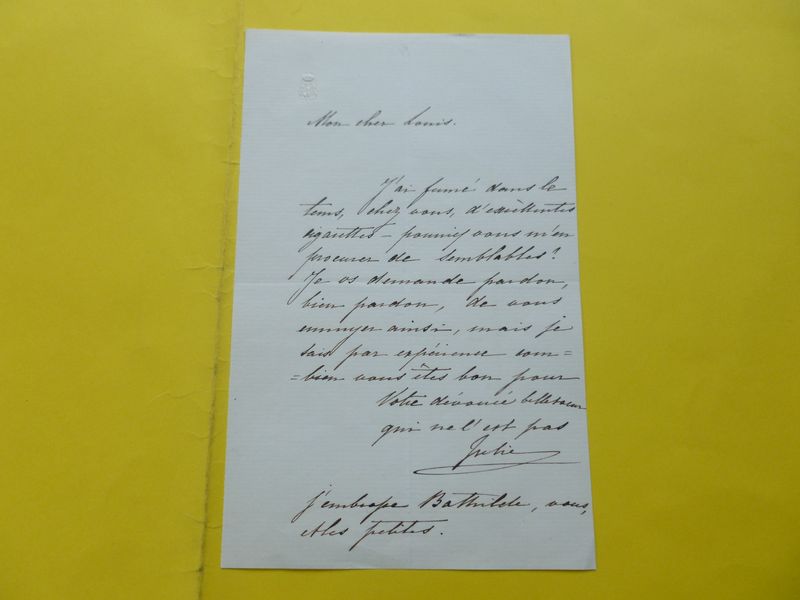 Mon cher Louis.
J'ai fumé dans le
tems, chez vous, d'excellentes
cigarettes – pourriez vous m'en
procurer de semblables?
Je vs demande pardon,
bien pardon, de vous
ennuyer ainsi, mais je
sais par expérience com=
=bien vous êtes bon pour
Votre dévouée bellesoeur
qui ne l'est pas
Julie
j'embrasse Bathilde, vous,
et les petites.